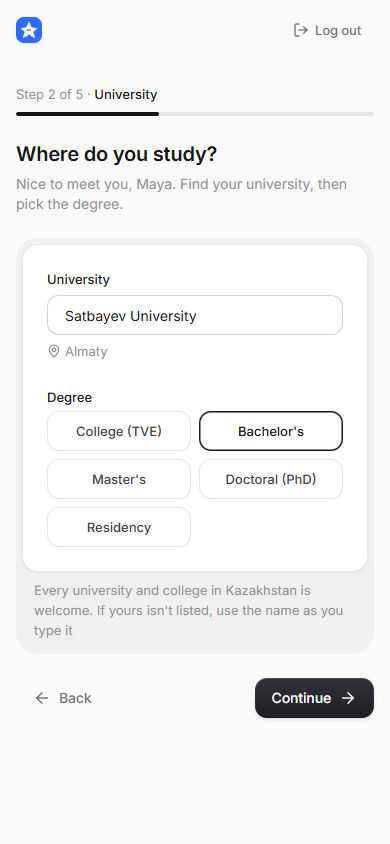 Log out
Step 2 of 5 · University
Where do you study?
Nice to meet you, Maya. Find your university, then
pick the degree.
University
Satbayev University
Almaty
Degree
College (TVE)
Bachelor's
Master's
Doctoral (PhD)
Residency
Every university and college in Kazakhstan is
welcome. If yours isn't listed, use the name as you
type it
Back
Continue